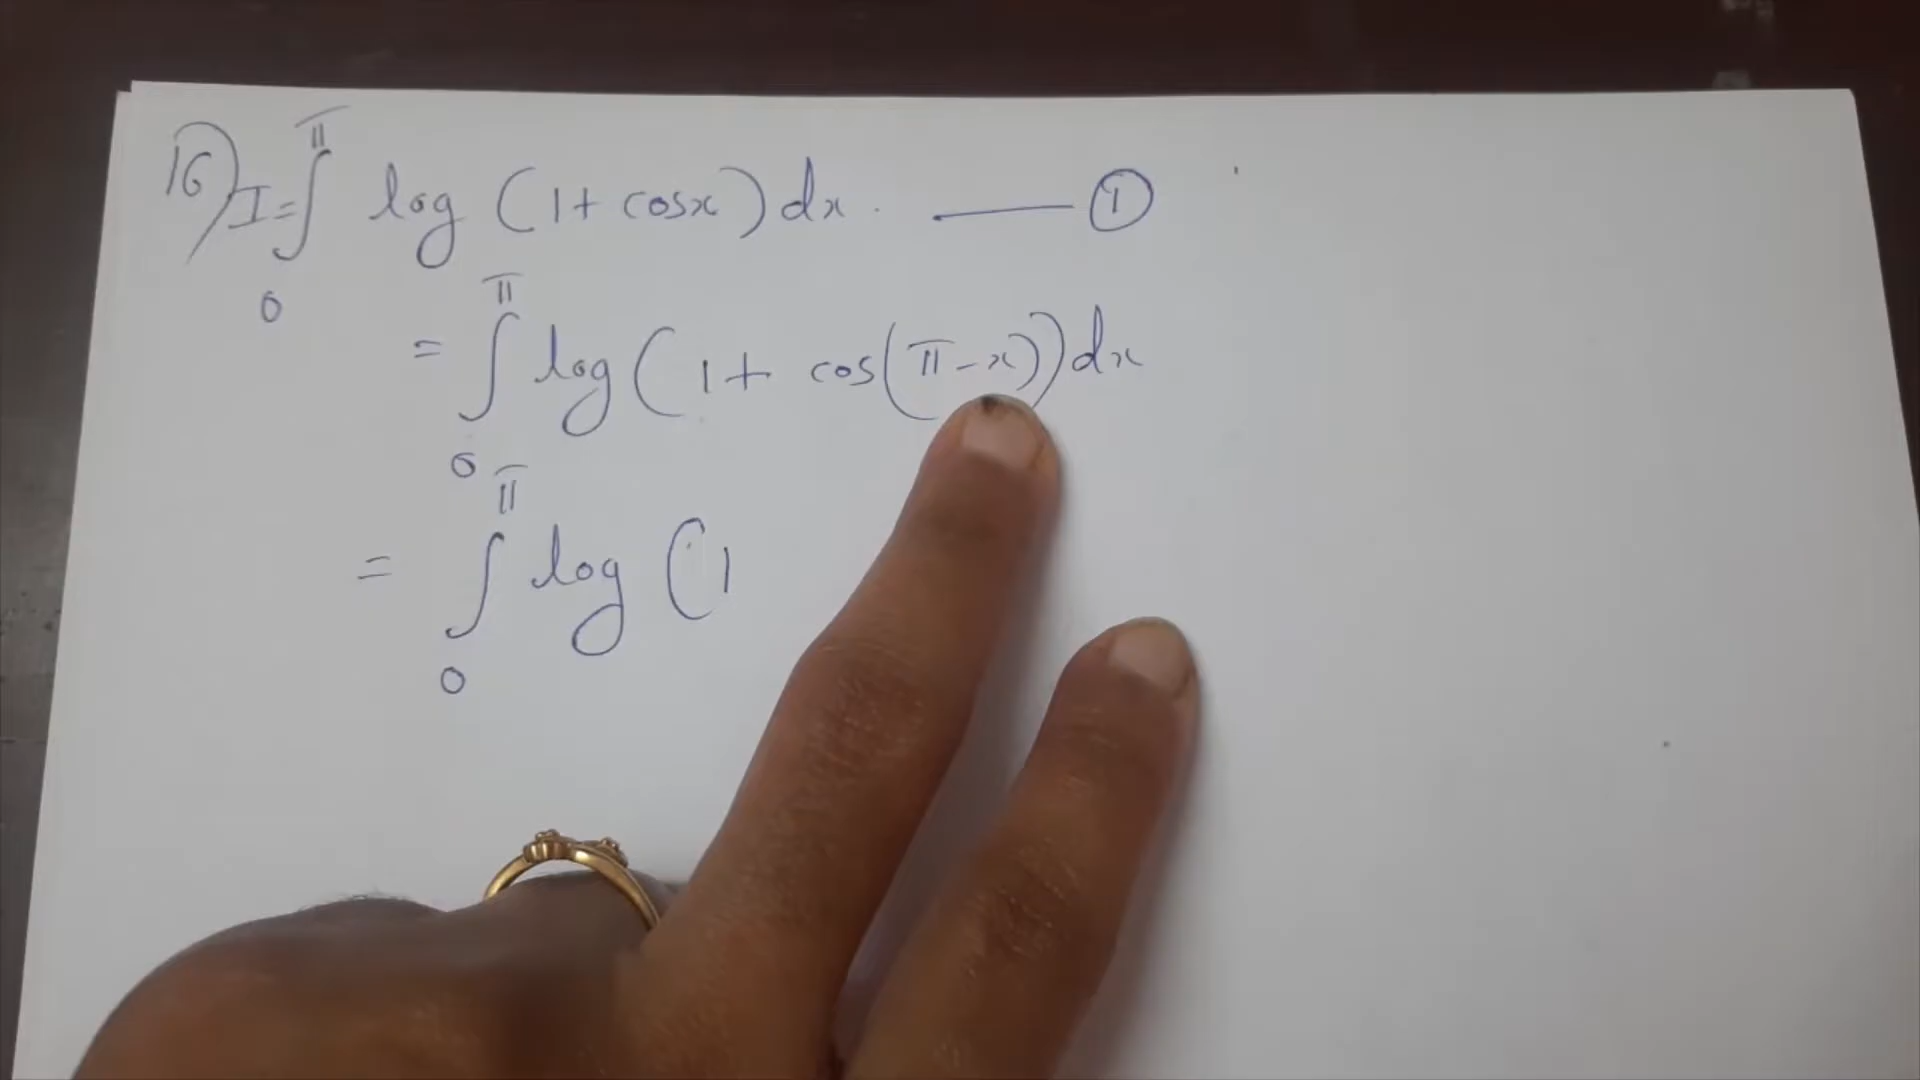 16) I = ∫₀^π log (1 + cosx) dx. —— ①
= ∫₀^π log (1 + cos(π - x)) dx
= ∫₀^π log (1